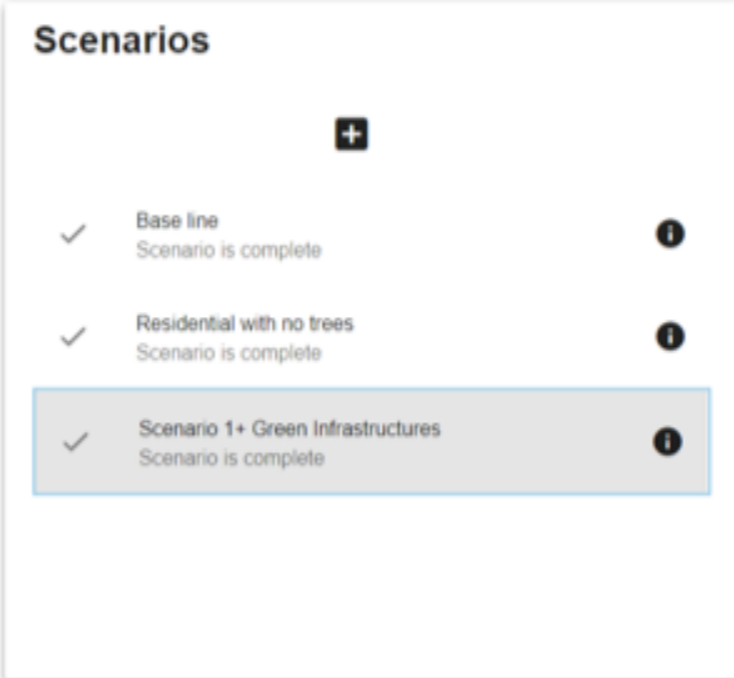 Scenarios
Base line
Scenario is complete
Residential with no trees
Scenario is complete
Scenario 1+ Green Infrastructures
Scenario is complete